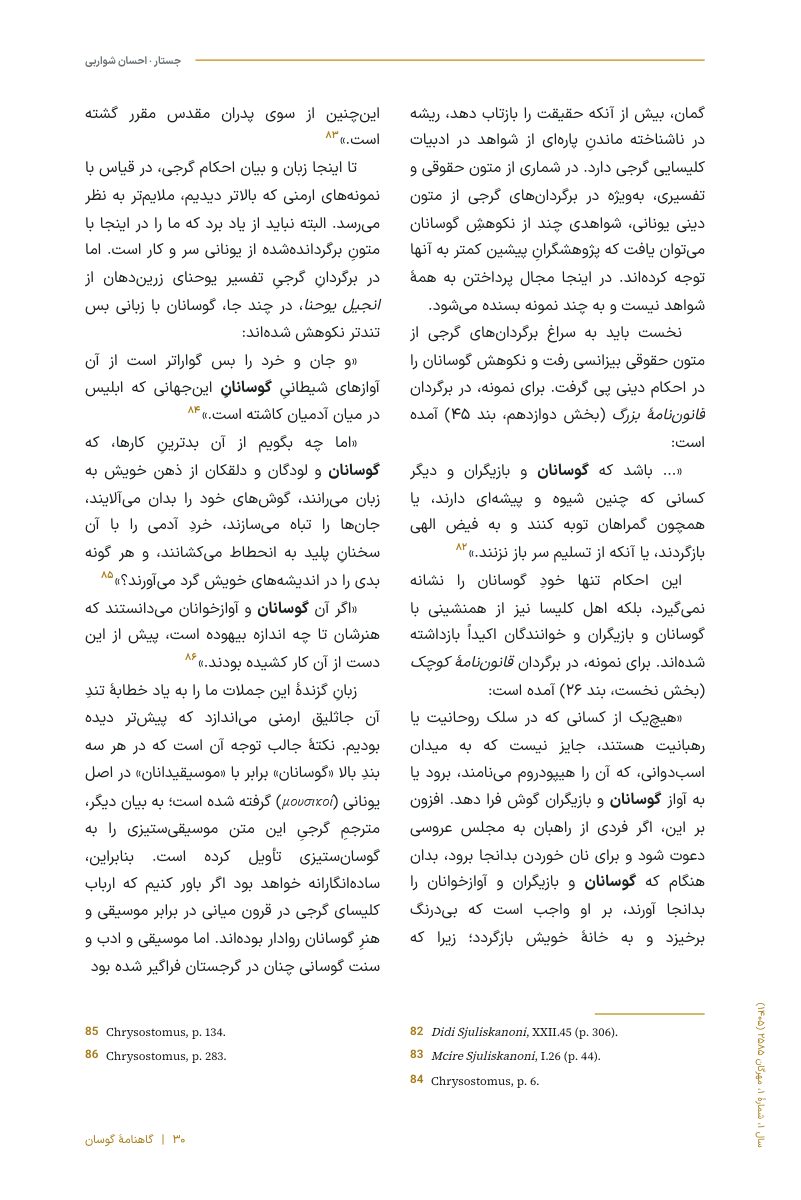 جستار · احسان شواربی
گمان، بیش از آنکه حقیقت را بازتاب دهد، ریشه
در ناشناخته ماندنِ پاره‌ای از شواهد در ادبیات
کلیسایی گرجی دارد. در شماری از متون حقوقی و
تفسیری، به‌ویژه در برگردان‌های گرجی از متون
دینی یونانی، شواهدی چند از نکوهشِ گوسانان
می‌توان یافت که پژوهشگرانِ پیشین کمتر به آنها
توجه کرده‌اند. در اینجا مجال پرداختن به همهٔ
شواهد نیست و به چند نمونه بسنده می‌شود.
نخست باید به سراغ برگردان‌های گرجی از
متون حقوقی بیزانسی رفت و نکوهش گوسانان را
در احکام دینی پی گرفت. برای نمونه، در برگردان
قانون‌نامهٔ بزرگ (بخش دوازدهم، بند ۴۵) آمده
است:
«… باشد که گوسانان و بازیگران و دیگر
کسانی که چنین شیوه و پیشه‌ای دارند، یا
همچون گمراهان توبه کنند و به فیض الهی
بازگردند، یا آنکه از تسلیم سر باز نزنند.»۸۲
این احکام تنها خودِ گوسانان را نشانه
نمی‌گیرد، بلکه اهل کلیسا نیز از همنشینی با
گوسانان و بازیگران و خوانندگان اکیداً بازداشته
شده‌اند. برای نمونه، در برگردان قانون‌نامهٔ کوچک
(بخش نخست، بند ۲۶) آمده است:
«هیچ‌یک از کسانی که در سلک روحانیت یا
رهبانیت هستند، جایز نیست که به میدان
اسب‌دوانی، که آن را هیپودروم می‌نامند، برود یا
به آواز گوسانان و بازیگران گوش فرا دهد. افزون
بر این، اگر فردی از راهبان به مجلس عروسی
دعوت شود و برای نان خوردن بدانجا برود، بدان
هنگام که گوسانان و بازیگران و آوازخوانان را
بدانجا آورند، بر او واجب است که بی‌درنگ
برخیزد و به خانهٔ خویش بازگردد؛ زیرا که
این‌چنین از سوی پدران مقدس مقرر گشته
است.»۸۳
تا اینجا زبان و بیان احکام گرجی، در قیاس با
نمونه‌های ارمنی که بالاتر دیدیم، ملایم‌تر به نظر
می‌رسد. البته نباید از یاد برد که ما را در اینجا با
متونِ برگردانده‌شده از یونانی سر و کار است. اما
در برگردانِ گرجیِ تفسیر یوحنای زرین‌دهان از
انجیل یوحنا، در چند جا، گوسانان با زبانی بس
تندتر نکوهش شده‌اند:
«و جان و خرد را بس گواراتر است از آن
آوازهای شیطانیِ گوسانانِ این‌جهانی که ابلیس
در میان آدمیان کاشته است.»۸۴
«اما چه بگویم از آن بدترینِ کارها، که
گوسانان و لودگان و دلقکان از ذهن خویش به
زبان می‌رانند، گوش‌های خود را بدان می‌آلایند،
جان‌ها را تباه می‌سازند، خردِ آدمی را با آن
سخنانِ پلید به انحطاط می‌کشانند، و هر گونه
بدی را در اندیشه‌های خویش گرد می‌آورند؟»۸۵
«اگر آن گوسانان و آوازخوانان می‌دانستند که
هنرشان تا چه اندازه بیهوده است، پیش از این
دست از آن کار کشیده بودند.»۸۶
زبانِ گزندهٔ این جملات ما را به یاد خطابهٔ تندِ
آن جاثلیق ارمنی می‌اندازد که پیش‌تر دیده
بودیم. نکتهٔ جالب توجه آن است که در هر سه
بندِ بالا «گوسانان» برابر با «موسیقیدانان» در اصل
یونانی (μουσικοί) گرفته شده است؛ به بیان دیگر،
مترجمِ گرجیِ این متن موسیقی‌ستیزی را به
گوسان‌ستیزی تأویل کرده است. بنابراین،
ساده‌انگارانه خواهد بود اگر باور کنیم که ارباب
کلیسای گرجی در قرون میانی در برابر موسیقی و
هنرِ گوسانان روادار بوده‌اند. اما موسیقی و ادب و
سنت گوسانی چنان در گرجستان فراگیر شده بود
82 Didi Sjuliskanoni, XXII.45 (p. 306).
83 Mcire Sjuliskanoni, I.26 (p. 44).
84 Chrysostomus, p. 6.
85 Chrysostomus, p. 134.
86 Chrysostomus, p. 283.
سال ۱، شمارهٔ ۱، مهرگان ۲۵۸۵ (۱۴۰۵)
۳۰ | گاهنامهٔ گوسان